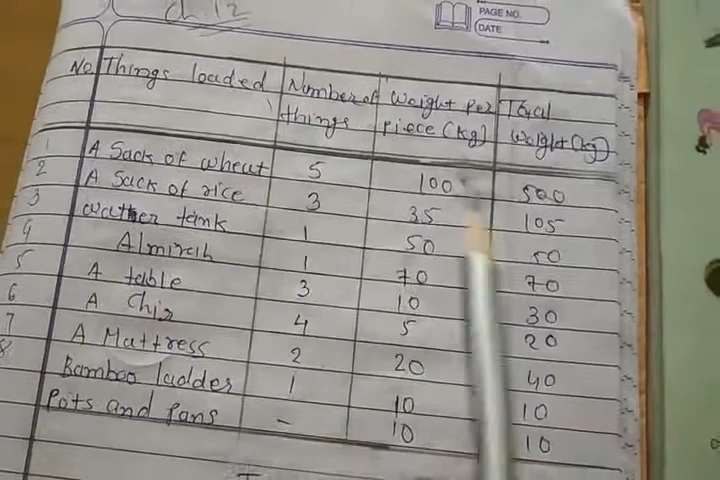 Ch 12
PAGE NO.
DATE
No. Things loaded Number of things Weight per piece (kg) Total weight (kg)
1 A Sack of wheat 5 100 500
2 A Sack of rice 3 35 105
3 water tank 1 50 50
4 Almirah 1 70 70
5 A table 3 10 30
6 A Chir 4 5 20
7 A Mattress 2 20 40
8 Bamboo ladder 1 10 10
Pots and Pans - 10 10